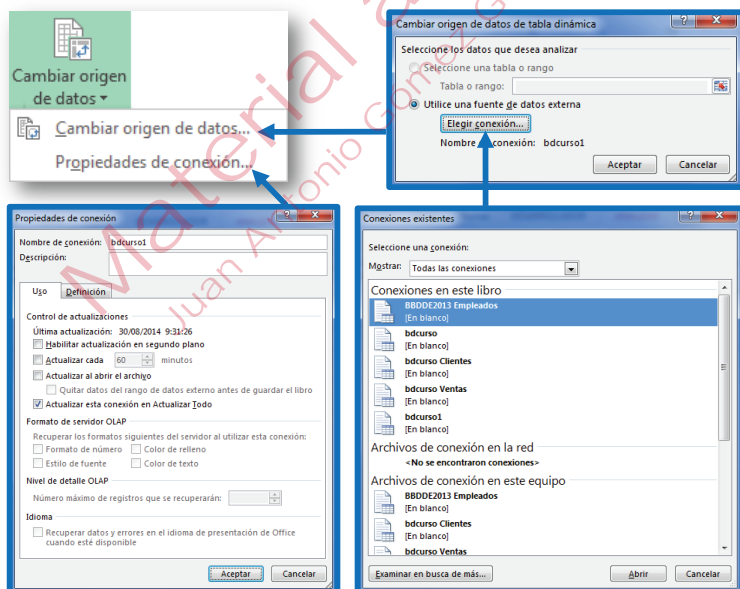 Cambiar origen
de datos
Cambiar origen de datos...
Propiedades de conexión...
Cambiar origen de datos de tabla dinámica
Seleccione los datos que desea analizar
Seleccione una tabla o rango
Tabla o rango:
Utilice una fuente de datos externa
Elegir conexión...
Nombre conexión: bdcurso1
Aceptar Cancelar
Propiedades de conexión
Nombre de conexión: bdcurso1
Descripción:
Uso Definición
Control de actualizaciones
Última actualización: 30/08/2014 9:31:26
Habilitar actualización en segundo plano
Actualizar cada 60 minutos
Actualizar al abrir el archivo
Quitar datos del rango de datos externo antes de guardar el libro
Actualizar esta conexión en Actualizar Todo
Formato de servidor OLAP
Recuperar los formatos siguientes del servidor al utilizar esta conexión:
Formato de número Color de relleno
Estilo de fuente Color de texto
Nivel de detalle OLAP
Número máximo de registros que se recuperarán:
Idioma
Recuperar datos y errores en el idioma de presentación de Office
cuando esté disponible
Aceptar Cancelar
Conexiones existentes
Seleccione una conexión:
Mostrar: Todas las conexiones
Conexiones en este libro
BBDDE2013 Empleados
[En blanco]
bdcurso
[En blanco]
bdcurso Clientes
[En blanco]
bdcurso Ventas
[En blanco]
bdcurso1
[En blanco]
Archivos de conexión en la red
<No se encontraron conexiones>
Archivos de conexión en este equipo
BBDDE2013 Empleados
[En blanco]
bdcurso Clientes
[En blanco]
bdcurso Ventas
Examinar en busca de más... Abrir Cancelar
Material
Juan Antonio Gomez